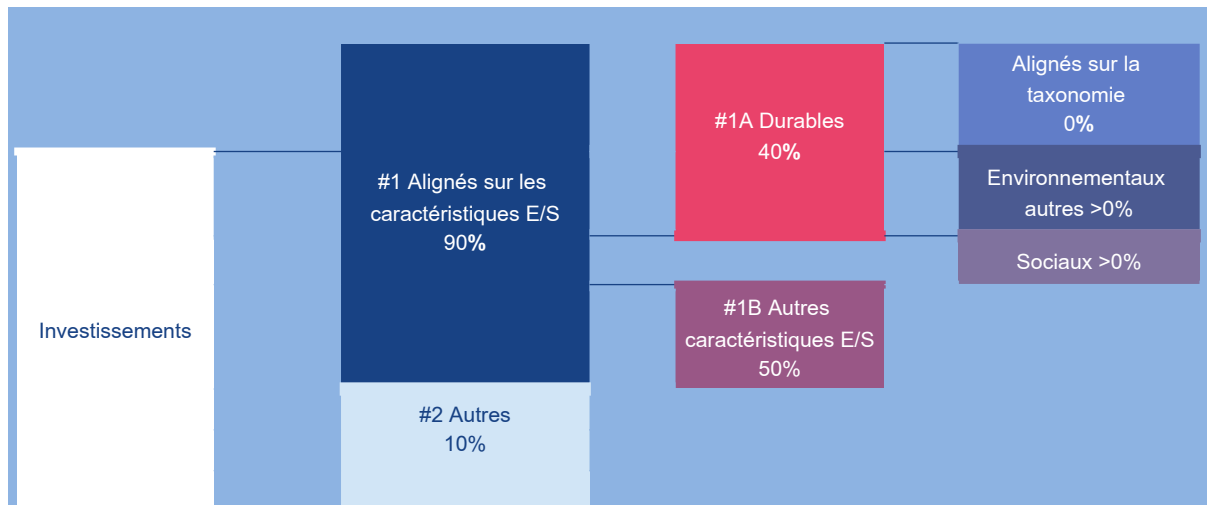 Investissements
#1 Alignés sur les
caractéristiques E/S
90%
#2 Autres
10%
#1A Durables
40%
#1B Autres
caractéristiques E/S
50%
Alignés sur la
taxonomie
0%
Environnementaux
autres >0%
Sociaux >0%